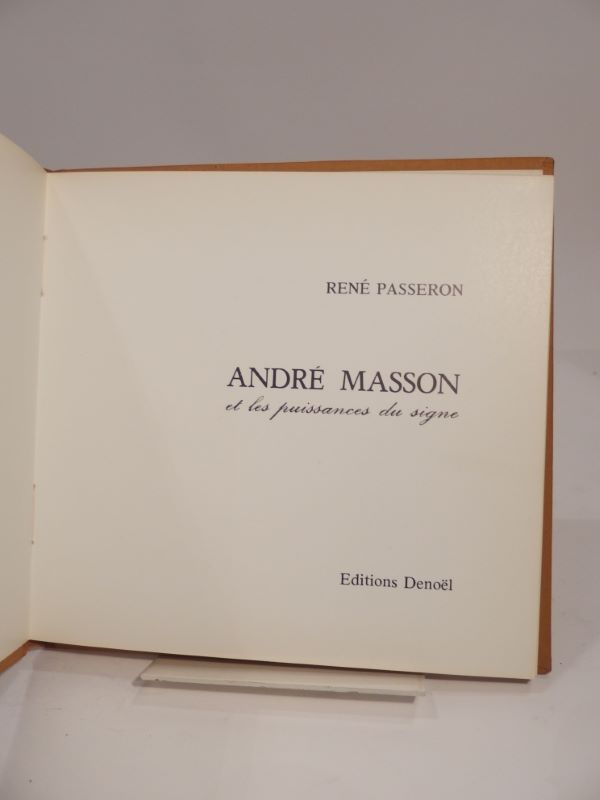 RENÉ PASSERON
ANDRÉ MASSON
et les puissances du signe
Editions Denoël